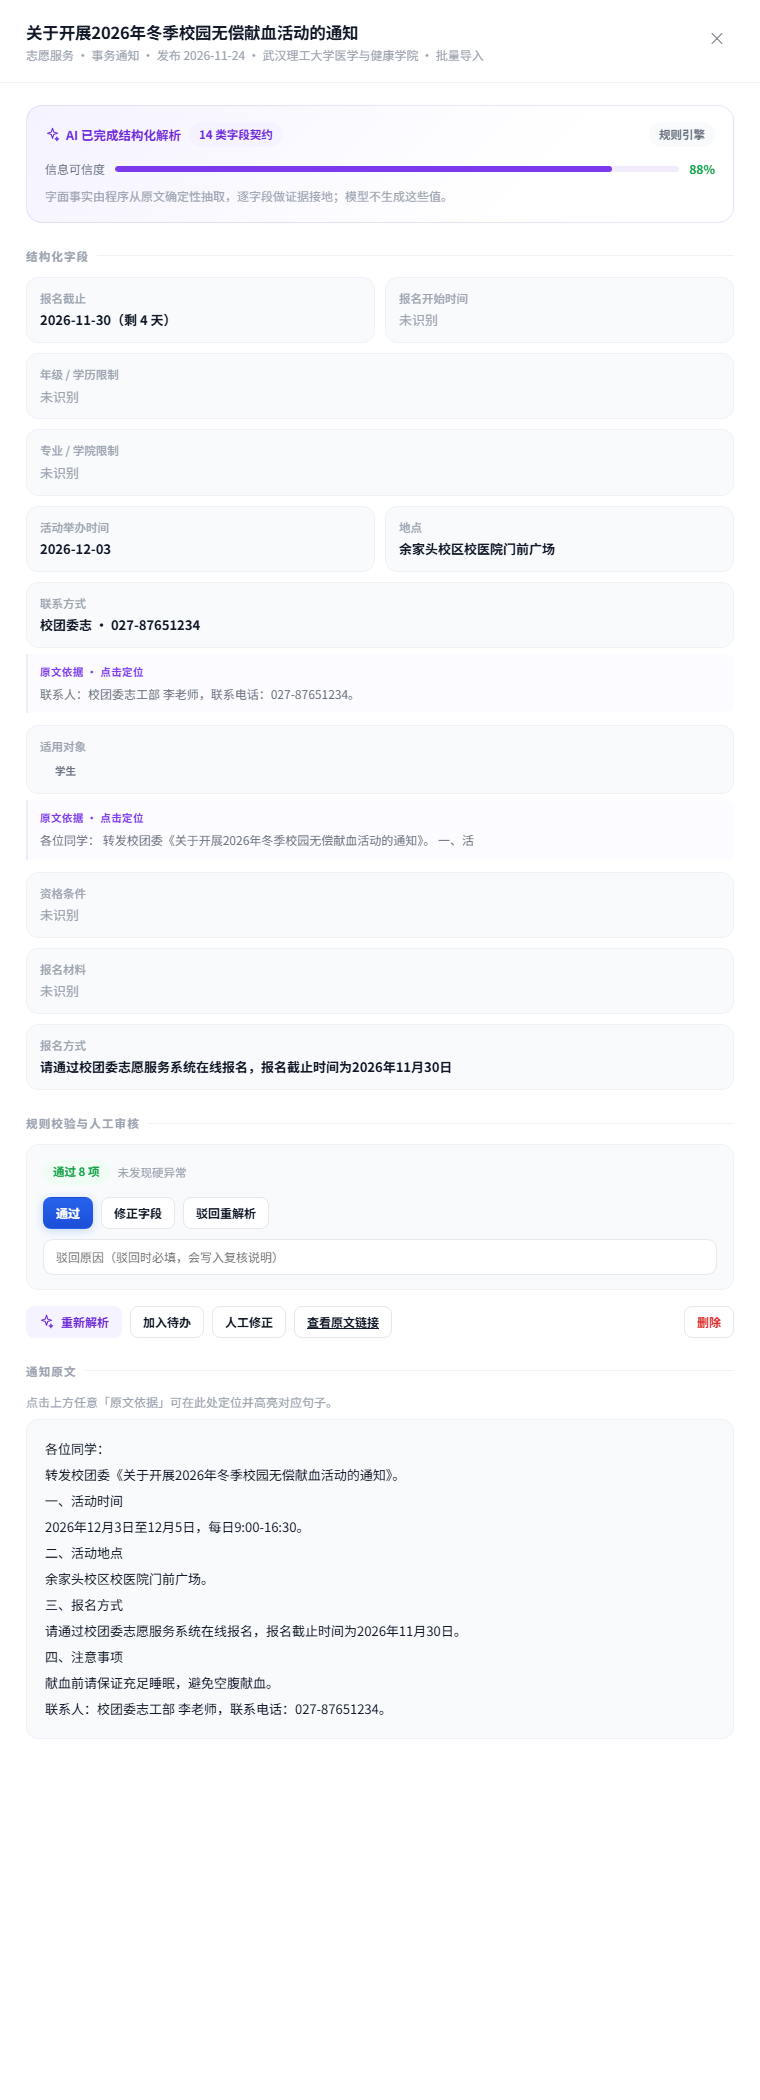 关于开展2026年冬季校园无偿献血活动的通知
志愿服务 • 事务通知 • 发布 2026-11-24 • 武汉理工大学医学与健康学院 • 批量导入
AI 已完成结构化解析 14 类字段契约 规则引擎
信息可信度 88%
字面事实由程序从原文确定性抽取，逐字段做证据接地；模型不生成这些值。
结构化字段
报名截止 报名开始时间
2026-11-30（剩 4 天） 未识别
年级 / 学历限制
未识别
专业 / 学院限制
未识别
活动举办时间 地点
2026-12-03 余家头校区校医院门前广场
联系方式
校团委志 • 027-87651234
原文依据 • 点击定位
联系人：校团委志工部 李老师，联系电话：027-87651234。
适用对象
学生
原文依据 • 点击定位
各位同学： 转发校团委《关于开展2026年冬季校园无偿献血活动的通知》。 一、活
资格条件
未识别
报名材料
未识别
报名方式
请通过校团委志愿服务系统在线报名，报名截止时间为2026年11月30日
规则校验与人工审核
通过 8 项 未发现硬异常
通过 修正字段 驳回重解析
驳回原因（驳回时必填，会写入复核说明）
重新解析 加入待办 人工修正 查看原文链接 删除
通知原文
点击上方任意「原文依据」可在此处定位并高亮对应句子。
各位同学：
转发校团委《关于开展2026年冬季校园无偿献血活动的通知》。
一、活动时间
2026年12月3日至12月5日，每日9:00-16:30。
二、活动地点
余家头校区校医院门前广场。
三、报名方式
请通过校团委志愿服务系统在线报名，报名截止时间为2026年11月30日。
四、注意事项
献血前请保证充足睡眠，避免空腹献血。
联系人：校团委志工部 李老师，联系电话：027-87651234。